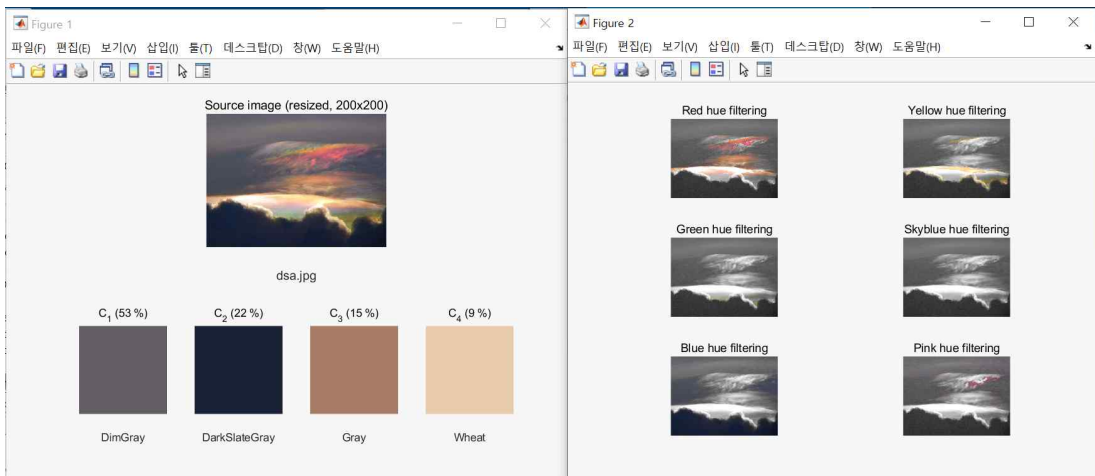 Figure 1
파일(F) 편집(E) 보기(V) 삽입(I) 툴(T) 데스크탑(D) 창(W) 도움말(H)
Source image (resized, 200x200)
dsa.jpg
C1 (53 %) C2 (22 %) C3 (15 %) C4 (9 %)
DimGray DarkSlateGray Gray Wheat
Figure 2
파일(F) 편집(E) 보기(V) 삽입(I) 툴(T) 데스크탑(D) 창(W) 도움말(H)
Red hue filtering Yellow hue filtering
Green hue filtering Skyblue hue filtering
Blue hue filtering Pink hue filtering